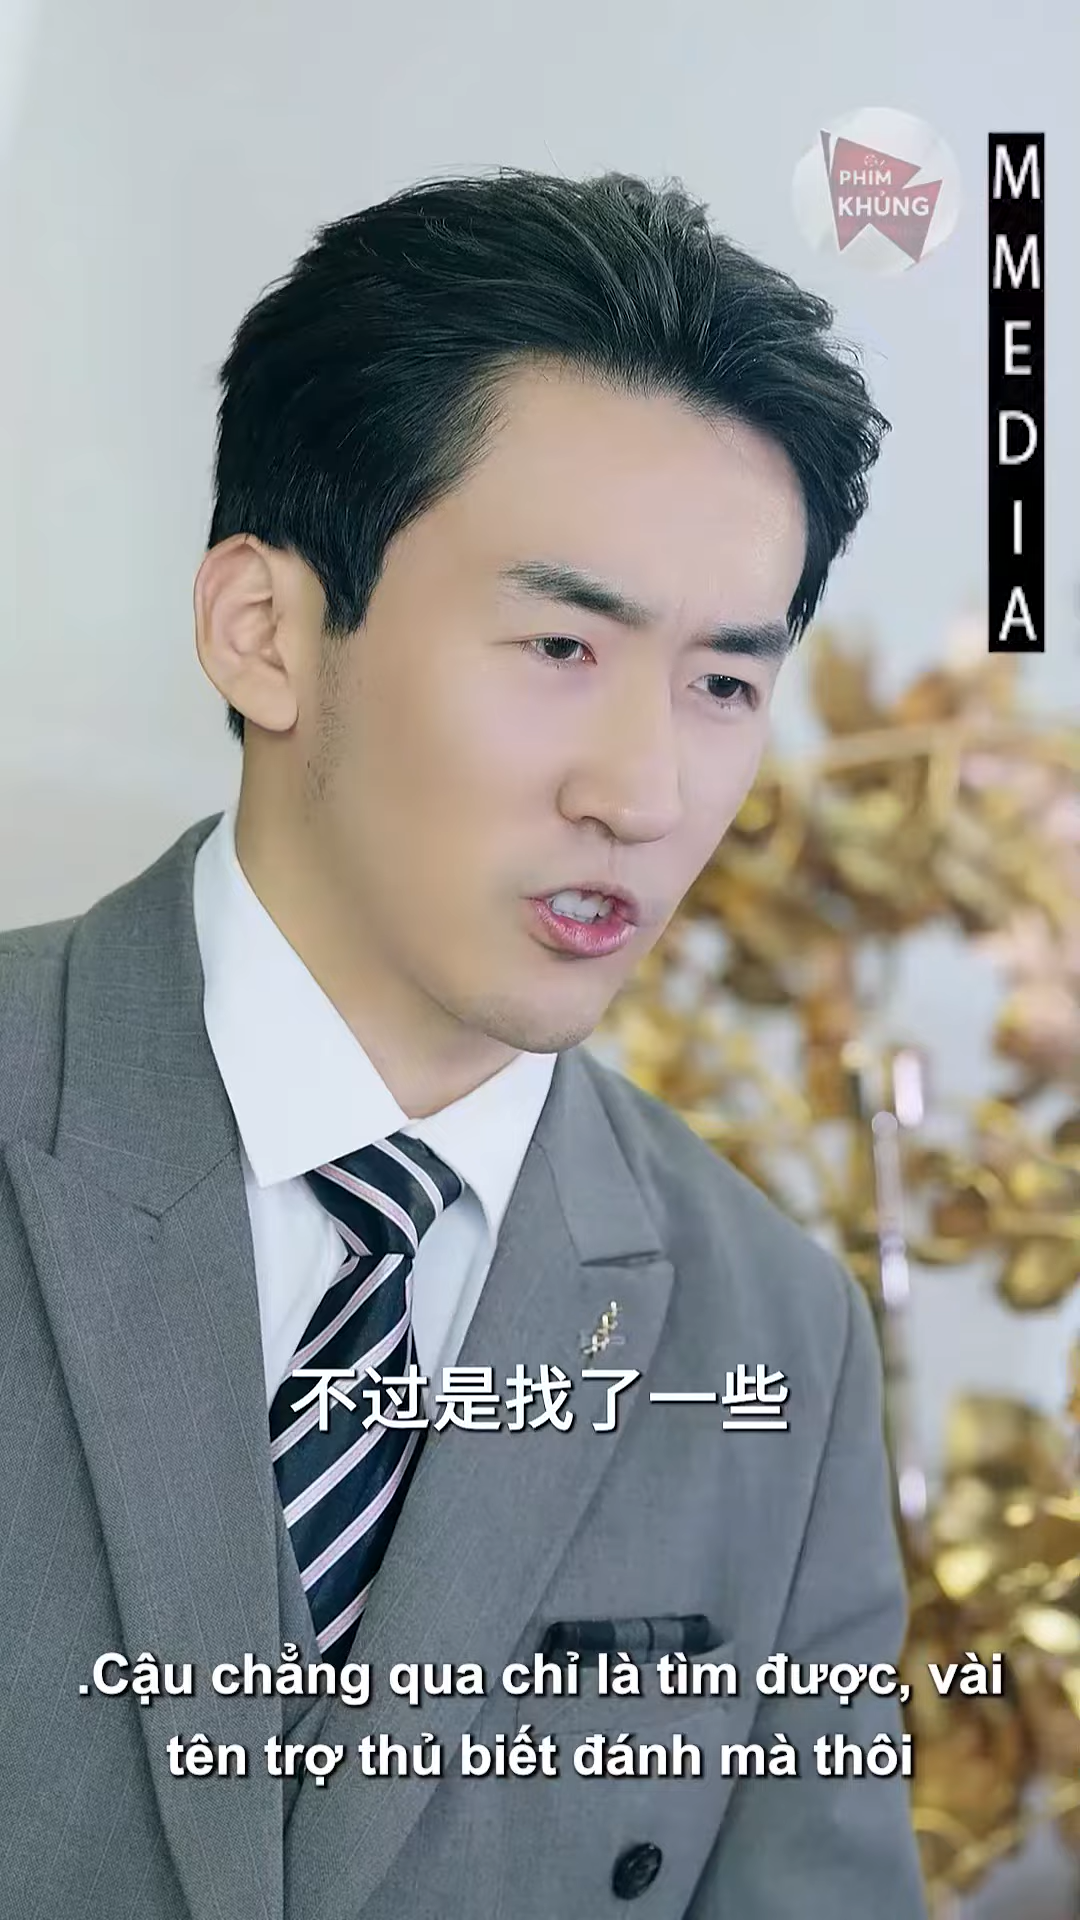 PHIM
KHỦNG
MMEDIA
不过是找了一些
.Cậu chẳng qua chỉ là tìm được, vài
tên trợ thủ biết đánh mà thôi